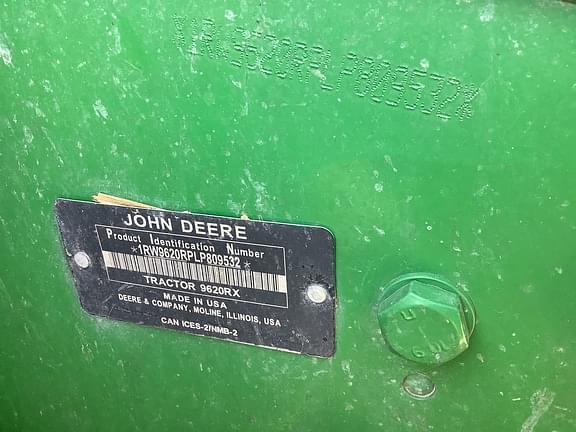 *1RW9620RPLP809532*
JOHN DEERE
Product Identification Number
*1RW9620RPLP809532*
TRACTOR 9620RX
MADE IN USA
DEERE & COMPANY, MOLINE, ILLINOIS, USA
CAN ICES-2/NMB-2